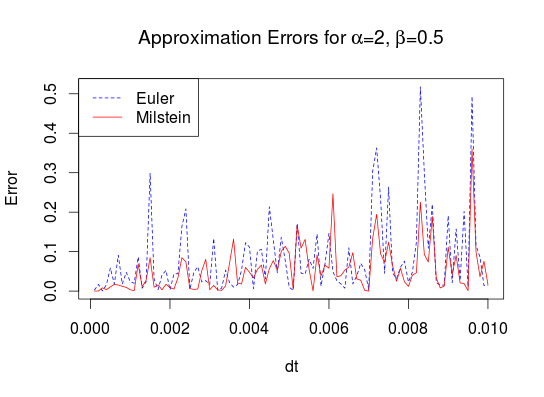 Approximation Errors for α=2, β=0.5
Euler
Milstein
Error
0.5
0.4
0.3
0.2
0.1
0.0
0.000 0.002 0.004 0.006 0.008 0.010
dt